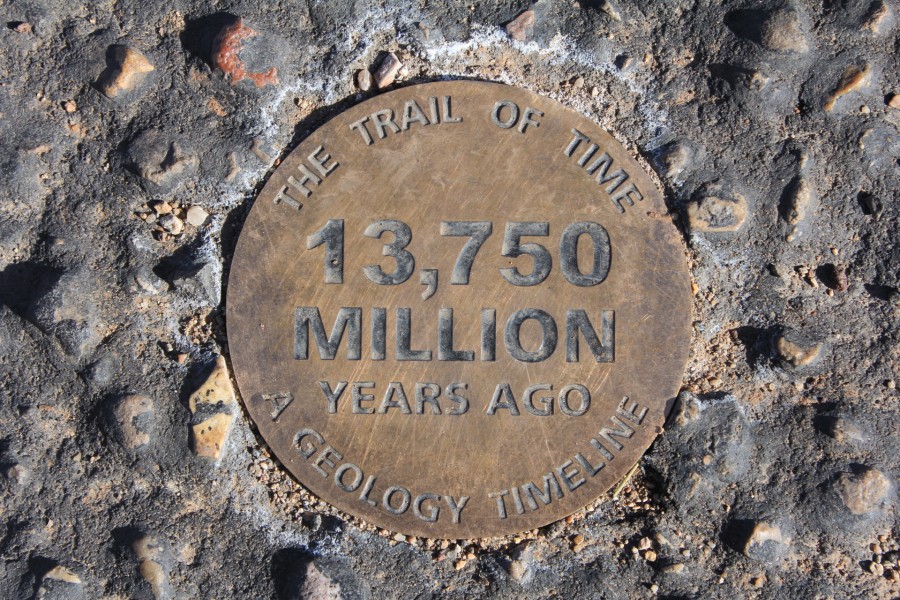 THE TRAIL OF TIME
13,750
MILLION
YEARS AGO
A GEOLOGY TIMELINE